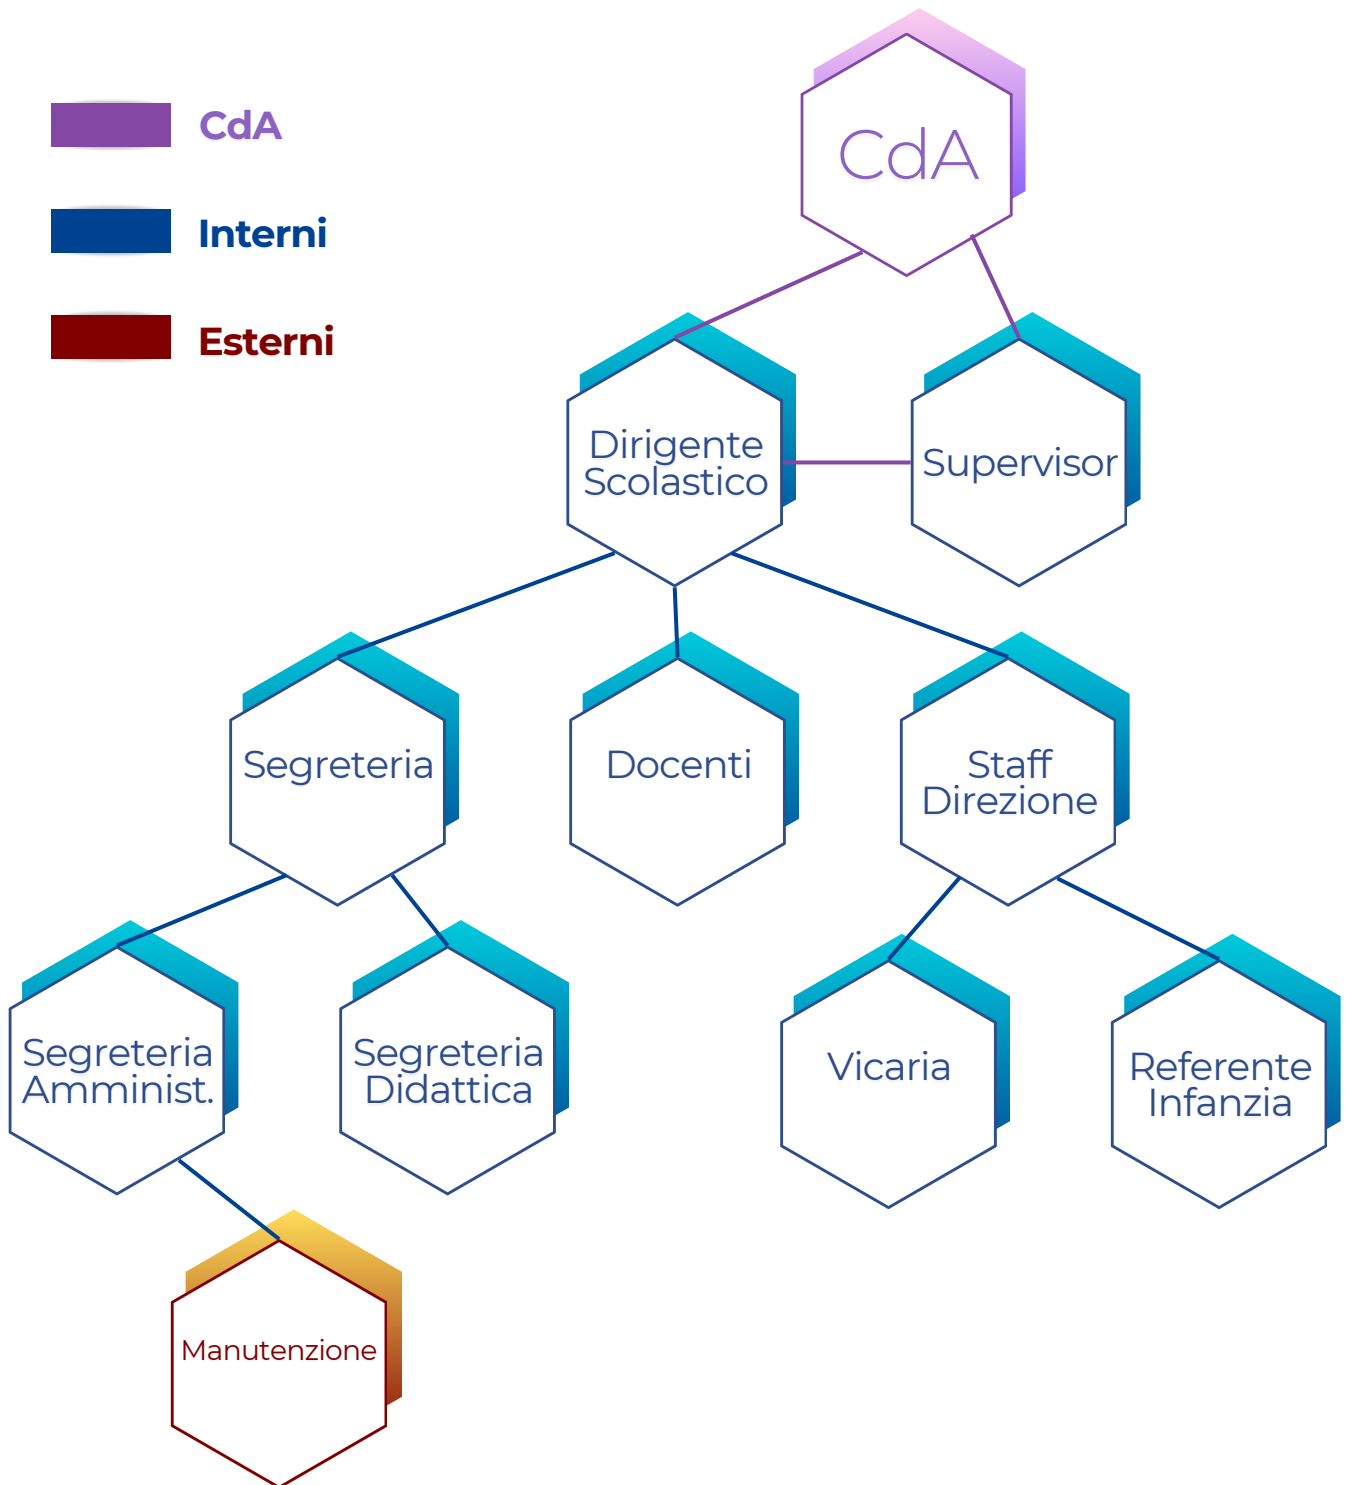 CdA
Interni
Esterni
CdA
Dirigente
Scolastico
Supervisor
Segreteria
Docenti
Staff
Direzione
Segreteria
Amminist.
Segreteria
Didattica
Vicaria
Referente
Infanzia
Manutenzione